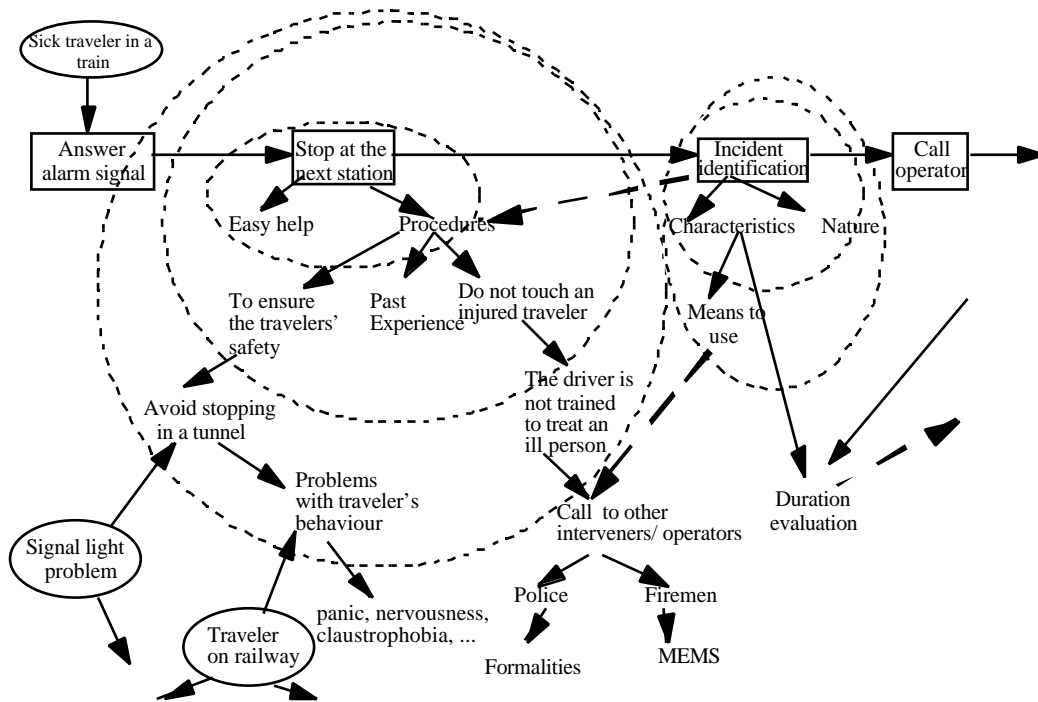 Sick traveler in a
train
Answer
alarm signal
Stop at the
next station
Incident
identification
Call
operator
Easy help
Procedures
Characteristics
Nature
To ensure
the travelers'
safety
Past
Experience
Do not touch an
injured traveler
Means to
use
Avoid stopping
in a tunnel
The driver is
not trained
to treat an
ill person
Problems
with traveler's
behaviour
Call to other
interveners/ operators
Duration
evaluation
Signal light
problem
Police
Firemen
panic, nervousness,
claustrophobia, ...
Traveler
on railway
Formalities
MEMS